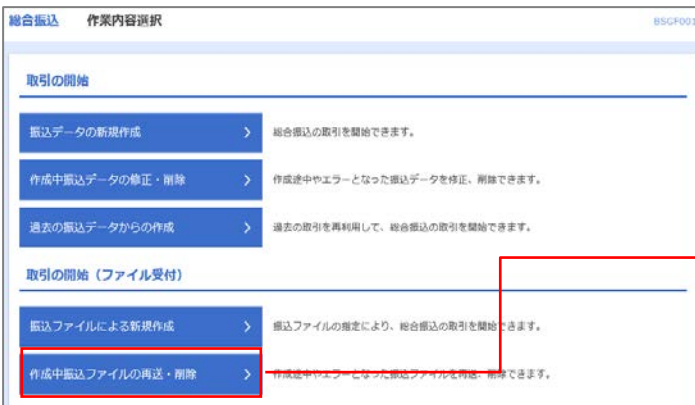 総合振込 作業内容選択 BSGF001
取引の開始
振込データの新規作成 総合振込の取引を開始できます。
作成中振込データの修正・削除 作成途中やエラーとなった振込データを修正、削除できます。
過去の振込データからの作成 過去の取引を再利用して、総合振込の取引を開始できます。
取引の開始（ファイル受付）
振込ファイルによる新規作成 振込ファイルの指定により、総合振込の取引を開始できます。
作成中振込ファイルの再送・削除 作成途中やエラーとなった振込ファイルを再送、削除できます。